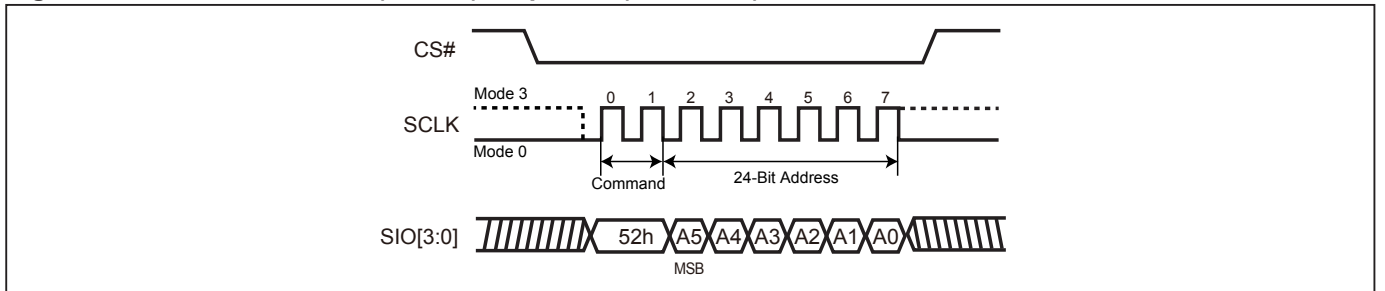 CS#
Mode 3
0 1 2 3 4 5 6 7
SCLK
Mode 0
Command
24-Bit Address
SIO[3:0]
52h A5 A4 A3 A2 A1 A0
MSB